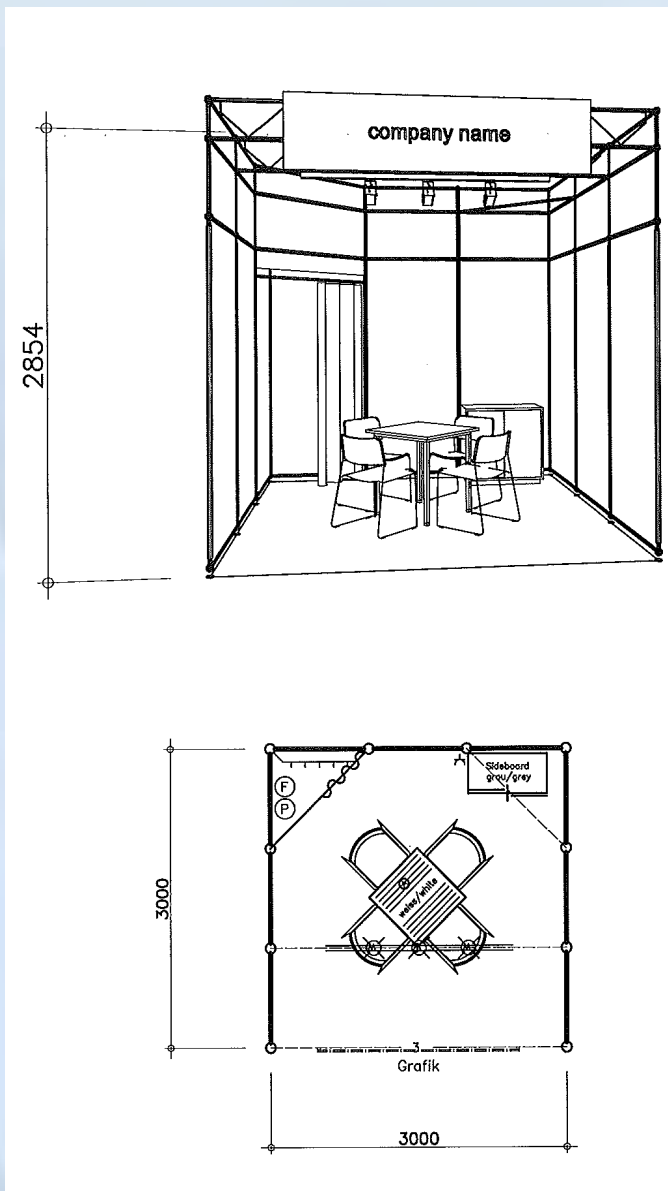 company name
2854
Sideboard
grau/grey
F
P
3000
weiss/white
3
Grafik
3000